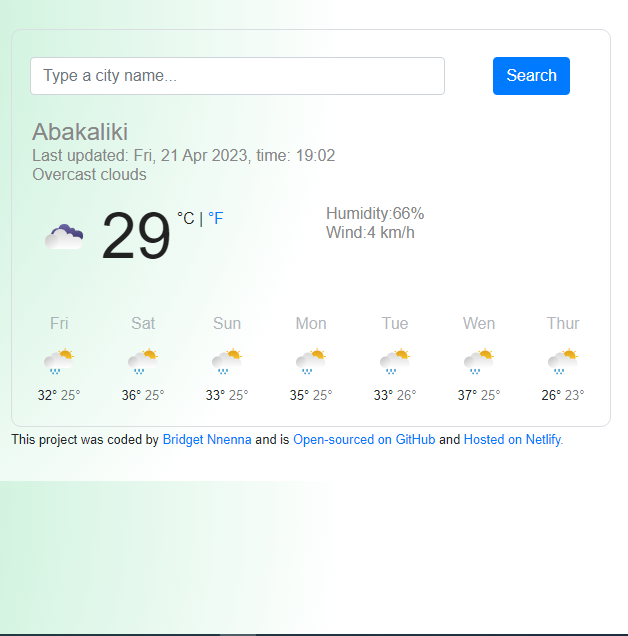 Type a city name...
Search
Abakaliki
Last updated: Fri, 21 Apr 2023, time: 19:02
Overcast clouds
29 °C | °F
Humidity:66%
Wind:4 km/h
Fri Sat Sun Mon Tue Wen Thur
32° 25° 36° 25° 33° 25° 35° 25° 33° 26° 37° 25° 26° 23°
This project was coded by Bridget Nnenna and is Open-sourced on GitHub and Hosted on Netlify.